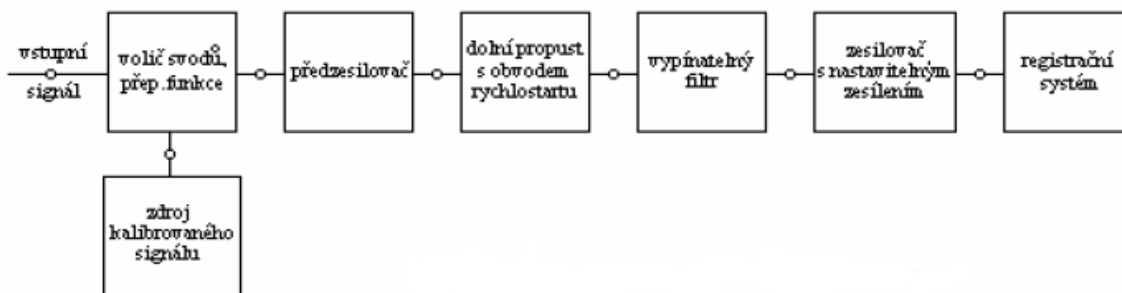 vstupní
signál
volič svodů,
přep.funkce
předzesilovač
dolní propust
s obvodem
rychlostartu
vypínatelný
filtr
zesilovač
s nastavitelným
zesílením
registrační
systém
zdroj
kalibrovaného
signálu